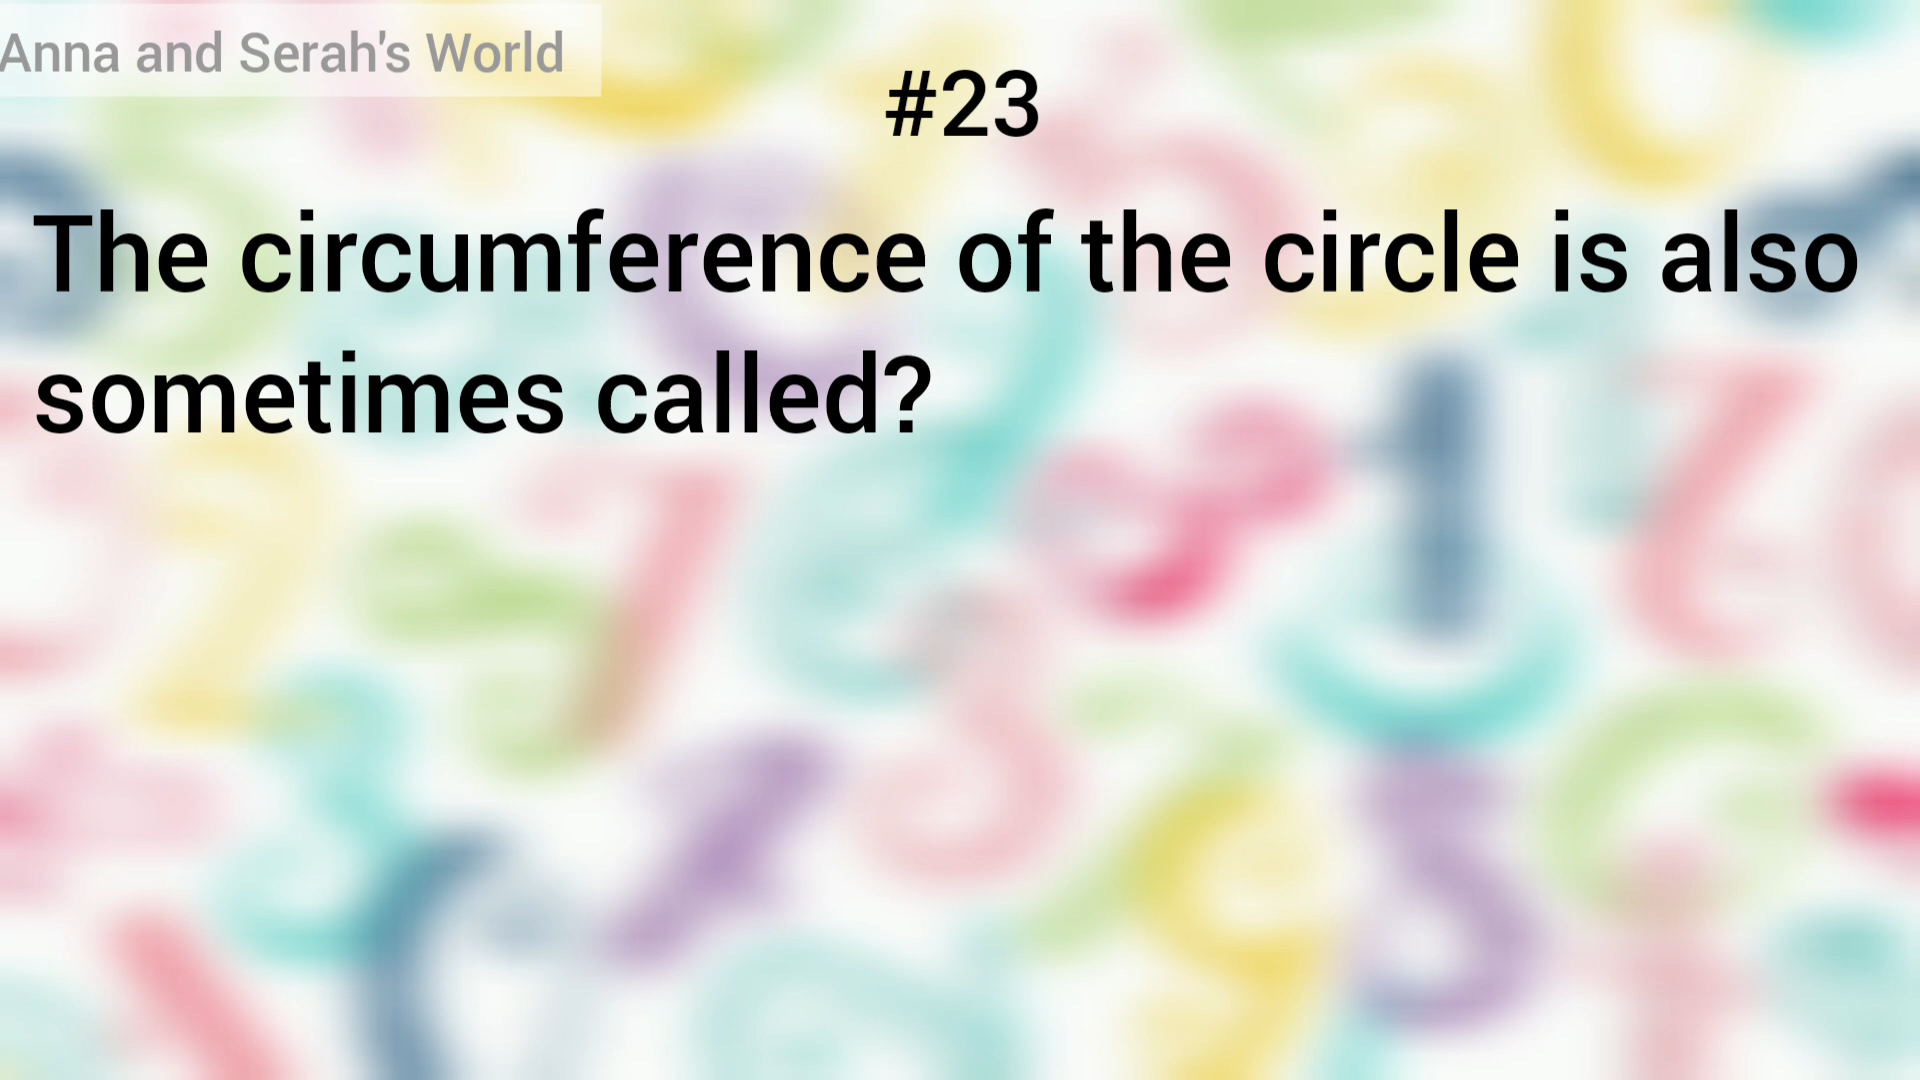 Anna and Serah's World
#23
The circumference of the circle is also
sometimes called?